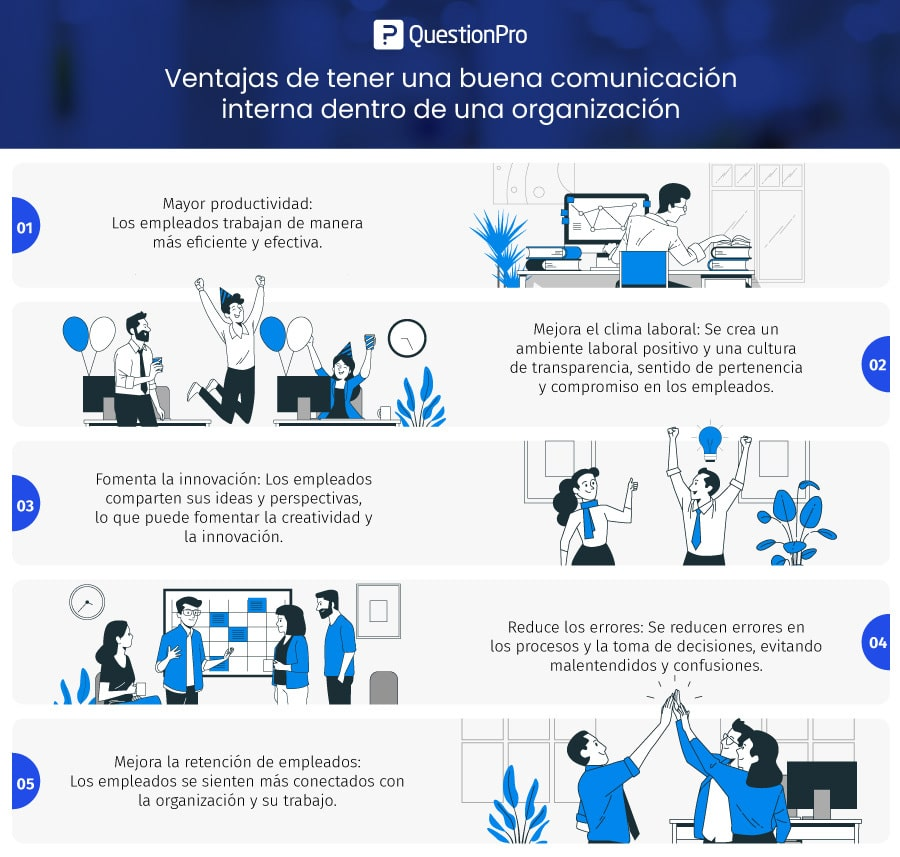 QuestionPro
Ventajas de tener una buena comunicación
interna dentro de una organización
01
Mayor productividad:
Los empleados trabajan de manera
más eficiente y efectiva.
Mejora el clima laboral: Se crea un
ambiente laboral positivo y una cultura
de transparencia, sentido de pertenencia
y compromiso en los empleados.
02
03
Fomenta la innovación: Los empleados
comparten sus ideas y perspectivas,
lo que puede fomentar la creatividad y
la innovación.
Reduce los errores: Se reducen errores en
los procesos y la toma de decisiones, evitando
malentendidos y confusiones.
04
05
Mejora la retención de empleados:
Los empleados se sienten más conectados con
la organización y su trabajo.